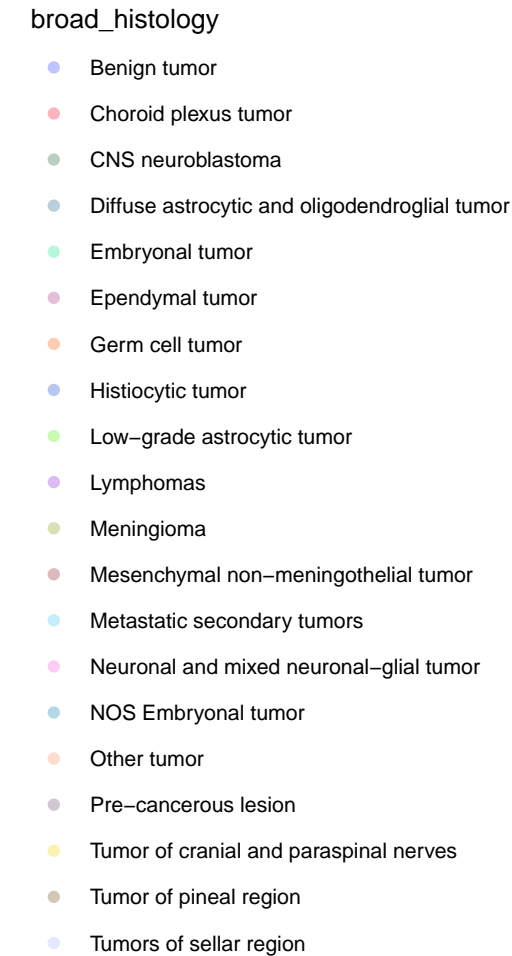 broad_histology
Benign tumor
Choroid plexus tumor
CNS neuroblastoma
Diffuse astrocytic and oligodendroglial tumor
Embryonal tumor
Ependymal tumor
Germ cell tumor
Histiocytic tumor
Low−grade astrocytic tumor
Lymphomas
Meningioma
Mesenchymal non−meningothelial tumor
Metastatic secondary tumors
Neuronal and mixed neuronal−glial tumor
NOS Embryonal tumor
Other tumor
Pre−cancerous lesion
Tumor of cranial and paraspinal nerves
Tumor of pineal region
Tumors of sellar region